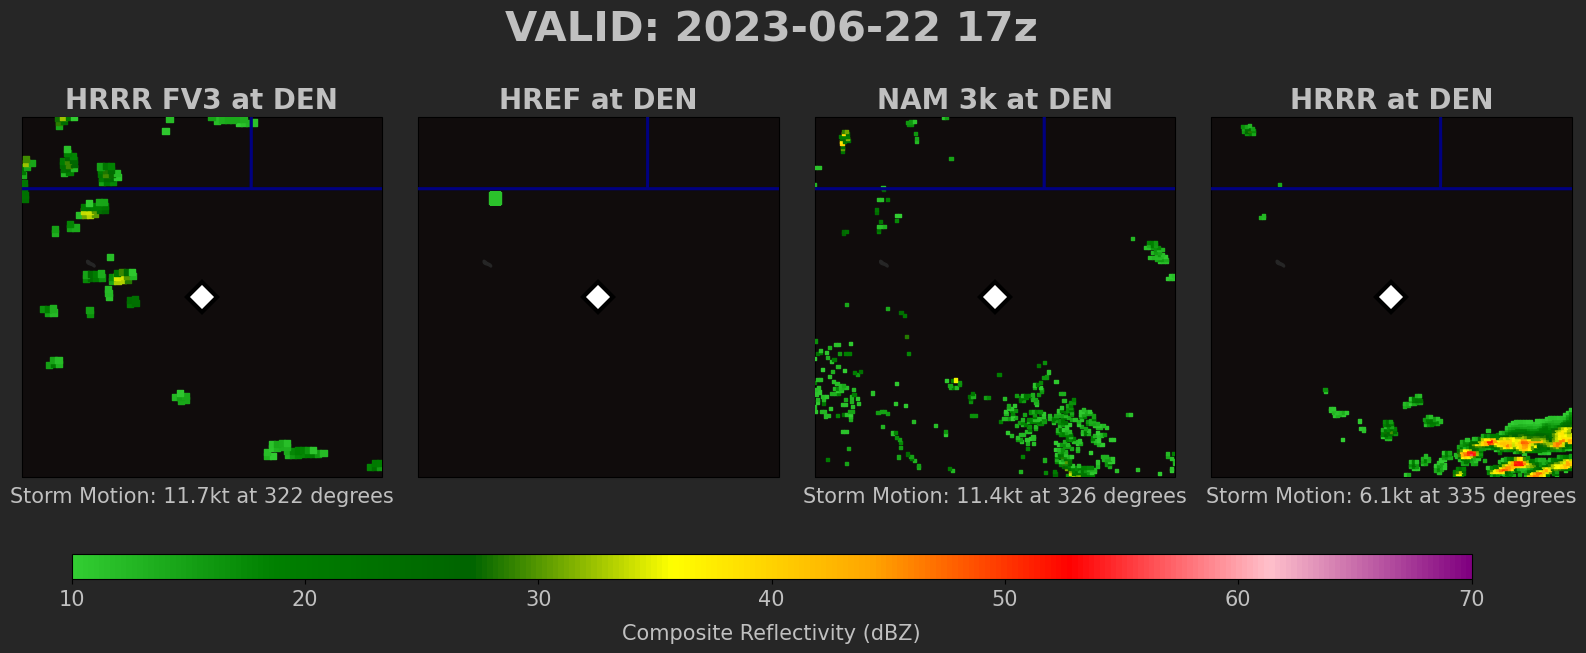 VALID: 2023-06-22 17z
HRRR FV3 at DEN
HREF at DEN
NAM 3k at DEN
HRRR at DEN
Storm Motion: 11.7kt at 322 degrees
Storm Motion: 11.4kt at 326 degrees
Storm Motion: 6.1kt at 335 degrees
10 20 30 40 50 60 70
Composite Reflectivity (dBZ)